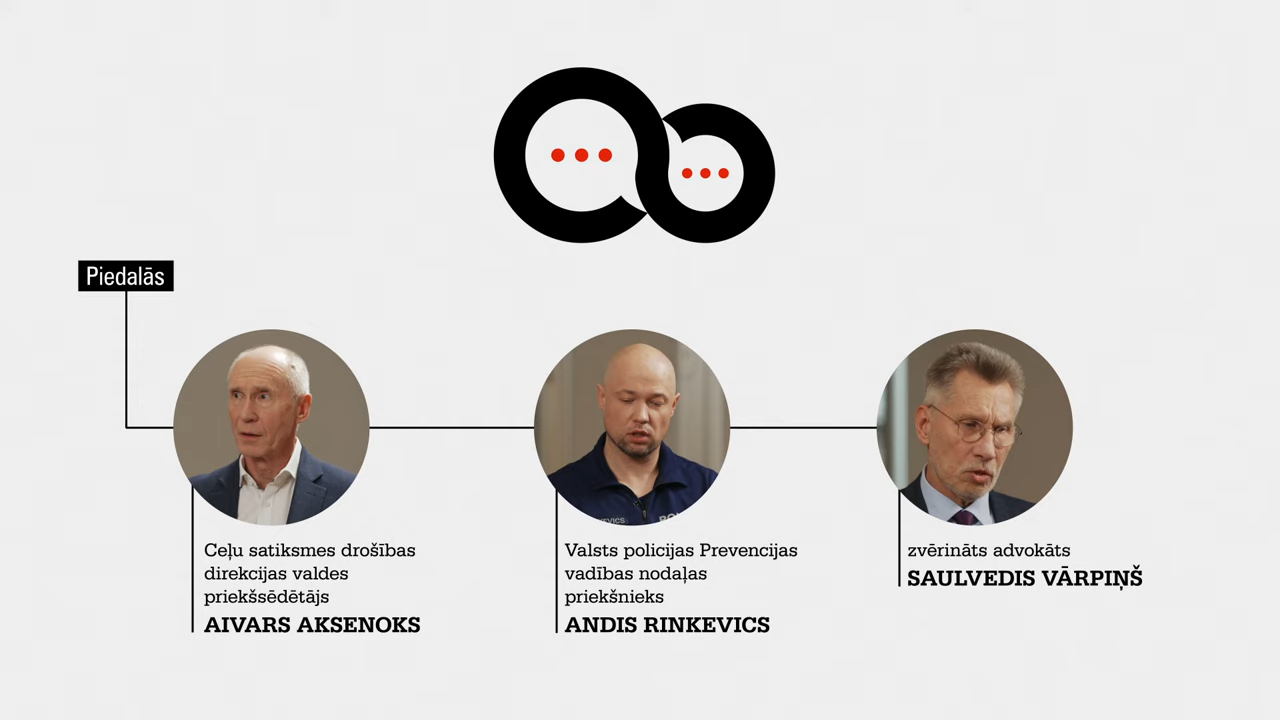 Piedalās
Ceļu satiksmes drošības
direkcijas valdes
priekšsēdētājs
AIVARS AKSENOKS
Valsts policijas Prevencijas
vadības nodaļas
priekšnieks
ANDIS RINKEVICS
zvērināts advokāts
SAULVEDIS VĀRPIŅŠ